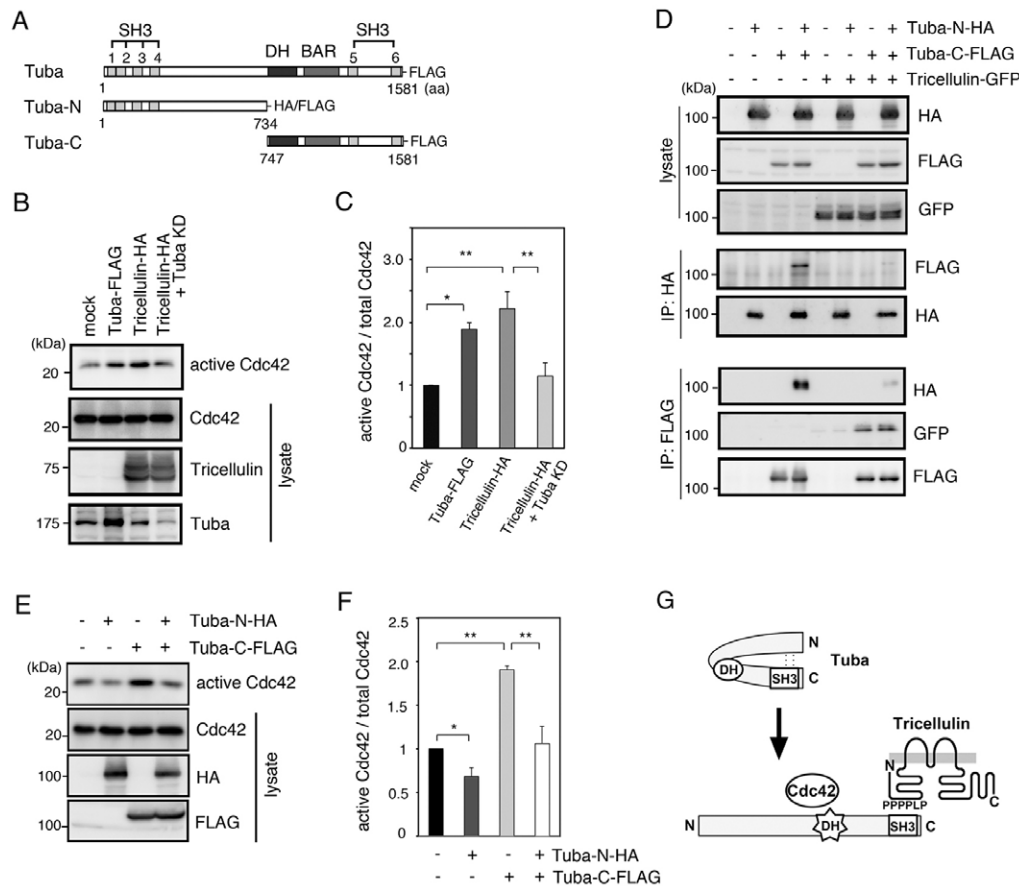 A
SH3
SH3
1 2 3 4
DH BAR
5 6
Tuba
FLAG
1
1581 (aa)
Tuba-N
HA/FLAG
1
734
Tuba-C
FLAG
747
1581
B
mock
Tuba-FLAG
Tricellulin-HA
Tricellulin-HA
+ Tuba KD
(kDa)
20
active Cdc42
20
Cdc42
75
Tricellulin
175
Tuba
lysate
C
active Cdc42 / total Cdc42
3.0
2.0
1
0
*
**
**
mock
Tuba-FLAG
Tricellulin-HA
Tricellulin-HA
+ Tuba KD
D
- + - + - + - + Tuba-N-HA
- - + + - - + + Tuba-C-FLAG
- - - - + + + + Tricellulin-GFP
(kDa)
lysate
100
HA
100
FLAG
100
GFP
IP: HA
100
FLAG
100
HA
IP: FLAG
100
HA
100
GFP
100
FLAG
E
- + - + Tuba-N-HA
- - + + Tuba-C-FLAG
(kDa)
20
active Cdc42
20
Cdc42
100
HA
100
FLAG
lysate
F
active Cdc42 / total Cdc42
2.5
2.0
1.5
1
0.5
0
*
**
**
- + - + Tuba-N-HA
- - + + Tuba-C-FLAG
G
N
DH
SH3
C
Tuba
Tricellulin
N
PPPPLP
C
Cdc42
N
DH
SH3
C